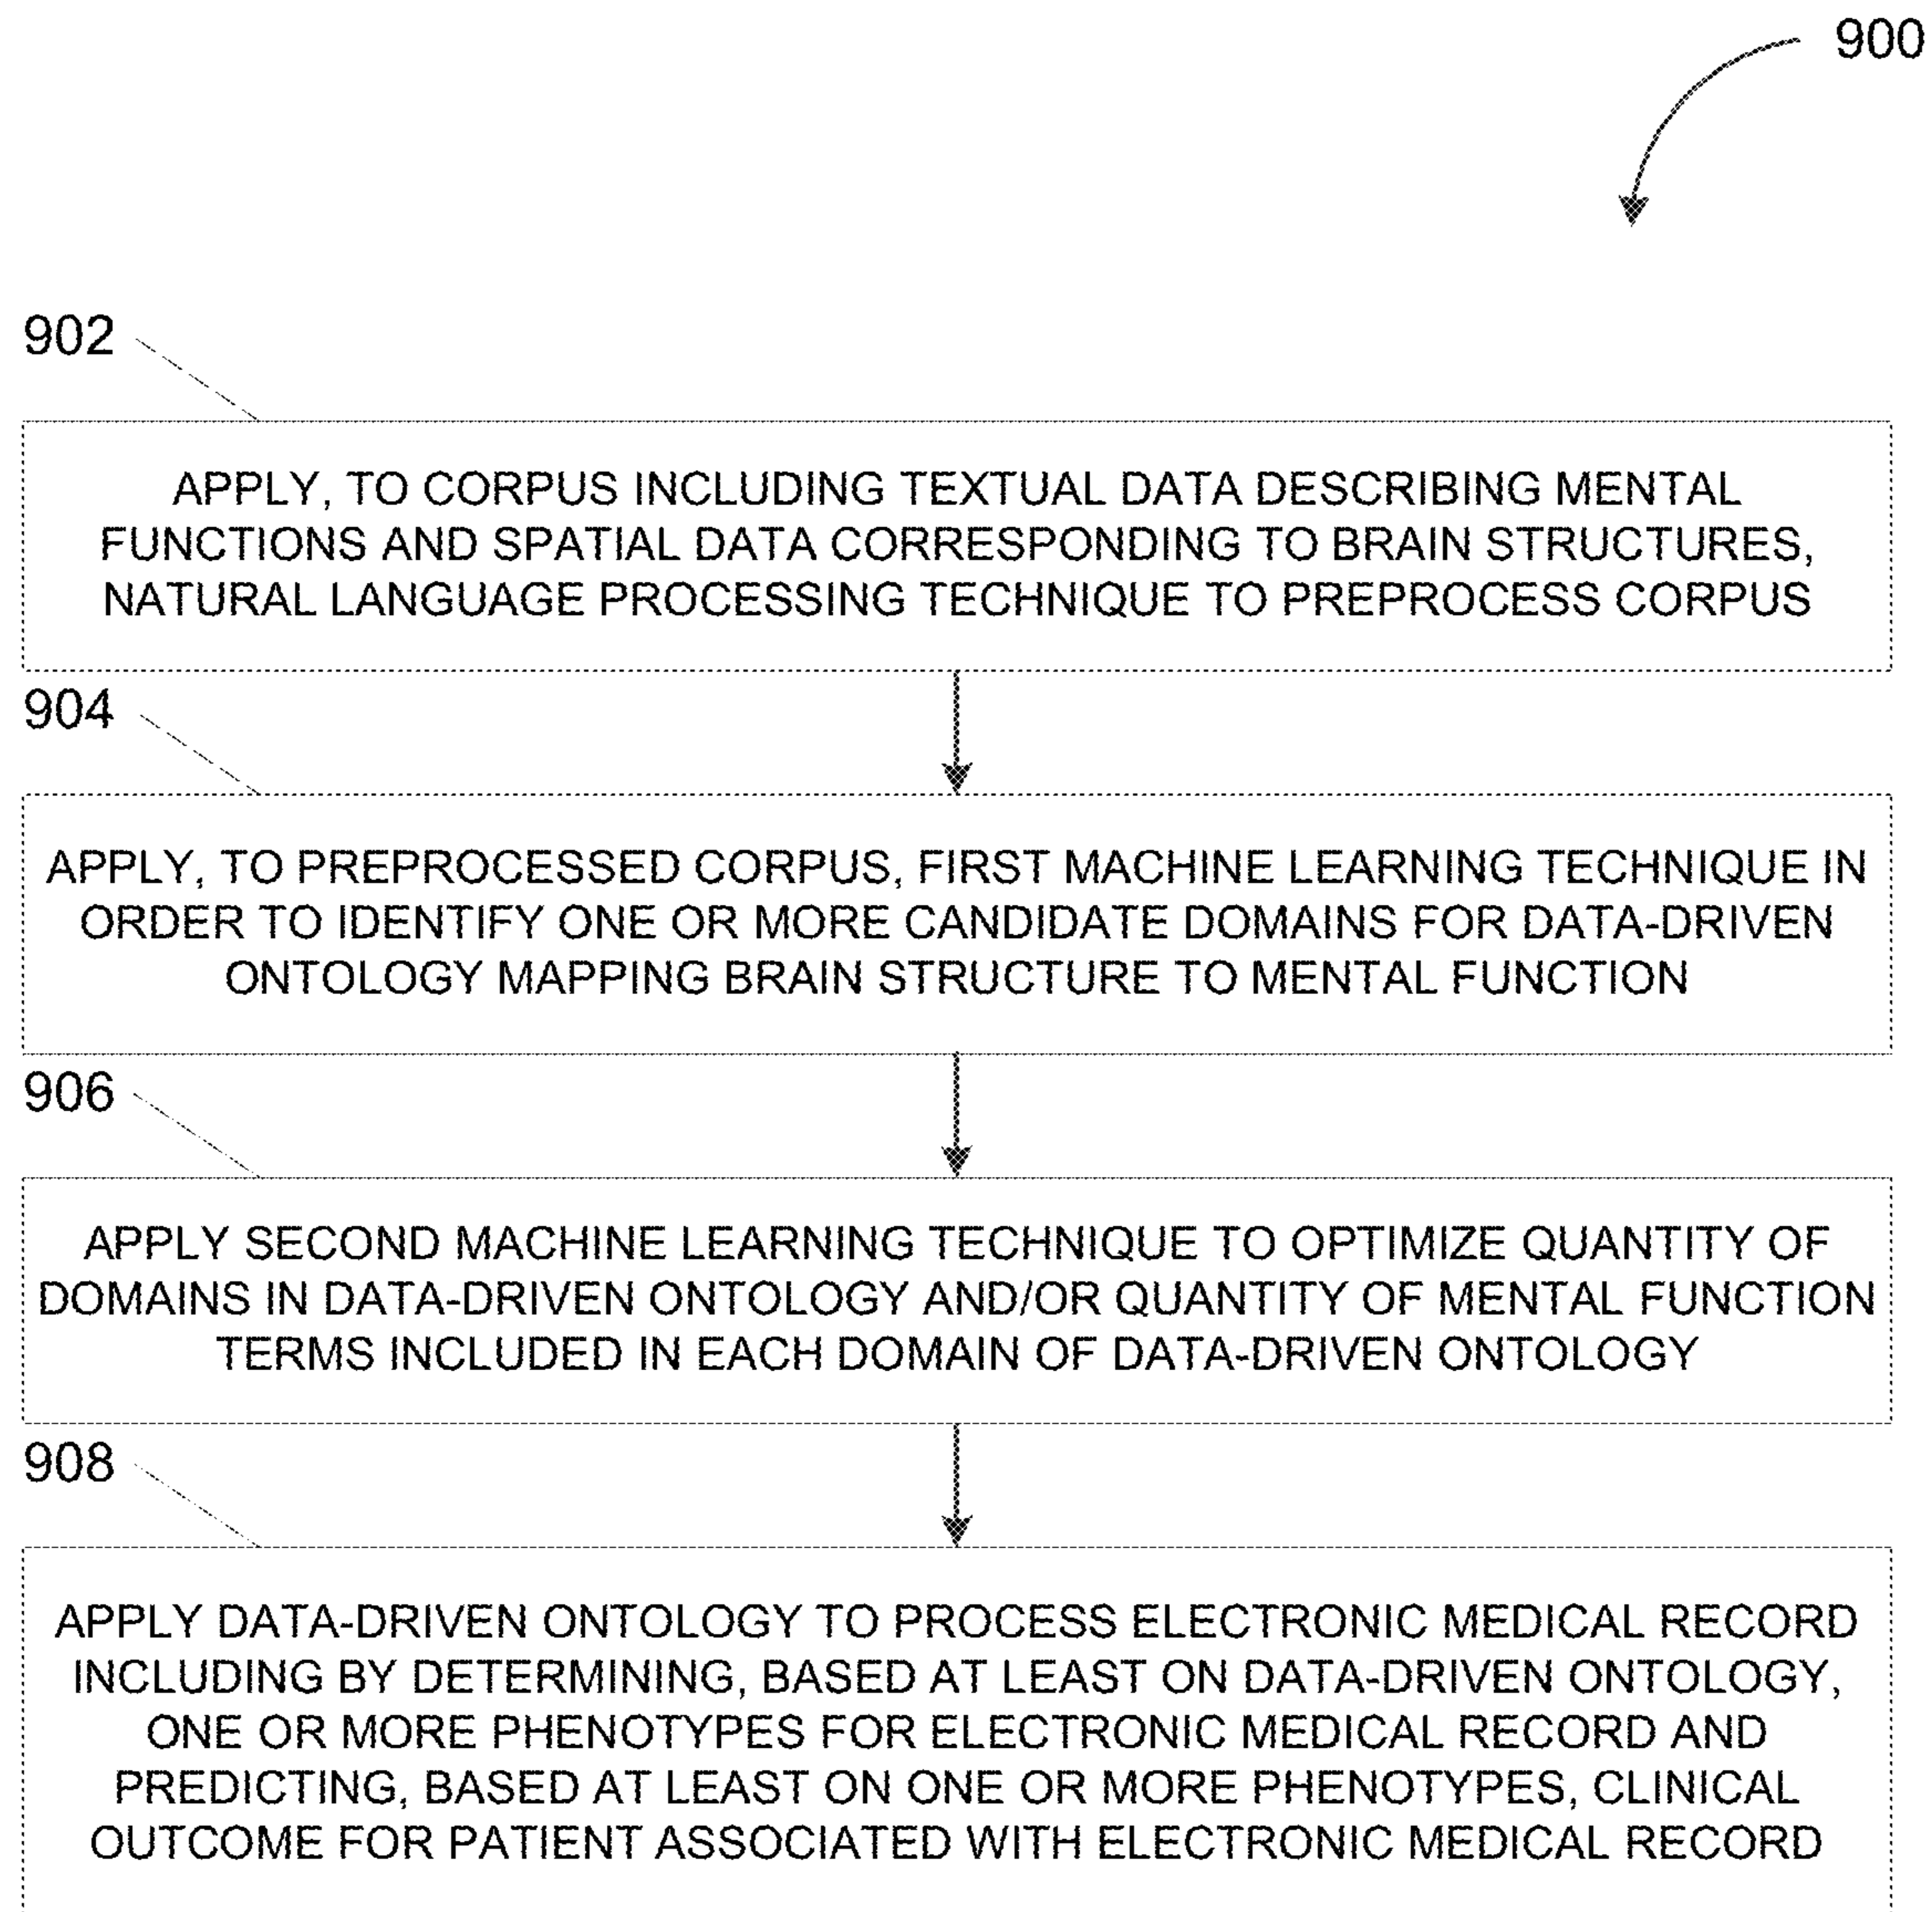 900
902
APPLY, TO CORPUS INCLUDING TEXTUAL DATA DESCRIBING MENTAL
FUNCTIONS AND SPATIAL DATA CORRESPONDING TO BRAIN STRUCTURES,
NATURAL LANGUAGE PROCESSING TECHNIQUE TO PREPROCESS CORPUS
904
APPLY, TO PREPROCESSED CORPUS, FIRST MACHINE LEARNING TECHNIQUE IN
ORDER TO IDENTIFY ONE OR MORE CANDIDATE DOMAINS FOR DATA-DRIVEN
ONTOLOGY MAPPING BRAIN STRUCTURE TO MENTAL FUNCTION
906
APPLY SECOND MACHINE LEARNING TECHNIQUE TO OPTIMIZE QUANTITY OF
DOMAINS IN DATA-DRIVEN ONTOLOGY AND/OR QUANTITY OF MENTAL FUNCTION
TERMS INCLUDED IN EACH DOMAIN OF DATA-DRIVEN ONTOLOGY
908
APPLY DATA-DRIVEN ONTOLOGY TO PROCESS ELECTRONIC MEDICAL RECORD
INCLUDING BY DETERMINING, BASED AT LEAST ON DATA-DRIVEN ONTOLOGY,
ONE OR MORE PHENOTYPES FOR ELECTRONIC MEDICAL RECORD AND
PREDICTING, BASED AT LEAST ON ONE OR MORE PHENOTYPES, CLINICAL
OUTCOME FOR PATIENT ASSOCIATED WITH ELECTRONIC MEDICAL RECORD